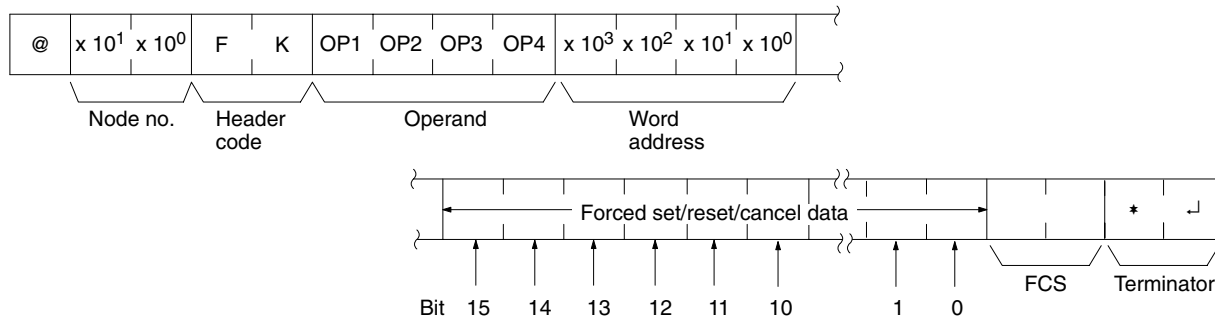 @ x 10¹ x 10⁰ F K OP1 OP2 OP3 OP4 x 10³ x 10² x 10¹ x 10⁰
Node no. Header code Operand Word address
Forced set/reset/cancel data * ↵
FCS Terminator
Bit 15 14 13 12 11 10 1 0